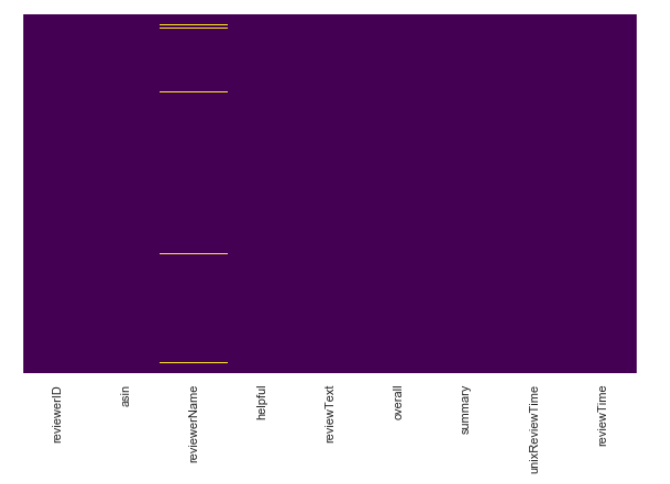 reviewerID
asin
reviewerName
helpful
reviewText
overall
summary
unixReviewTime
reviewTime